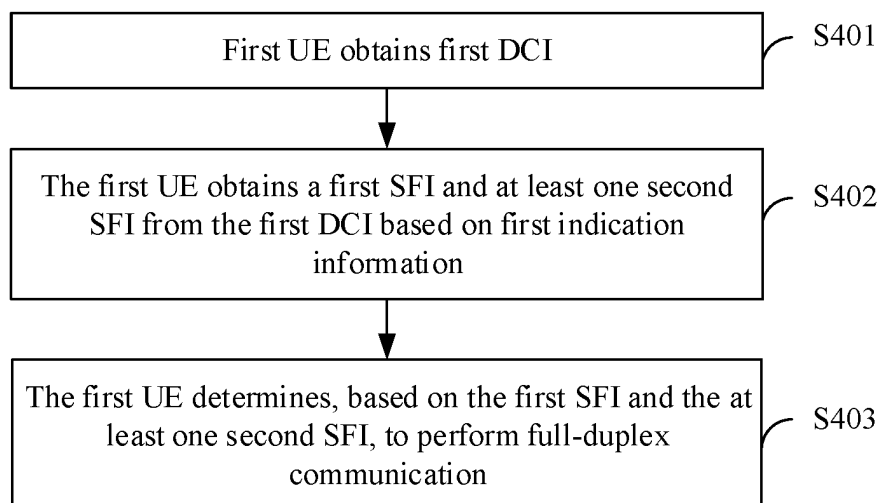 First UE obtains first DCI
S401
The first UE obtains a first SFI and at least one second
SFI from the first DCI based on first indication
information
S402
The first UE determines, based on the first SFI and the at
least one second SFI, to perform full-duplex
communication
S403